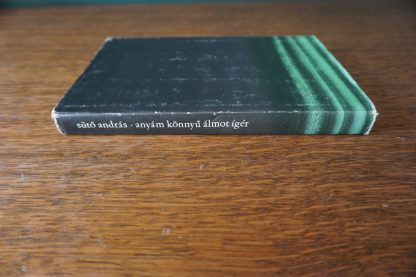 sütő andrás · anyám könnyű álmot ígér